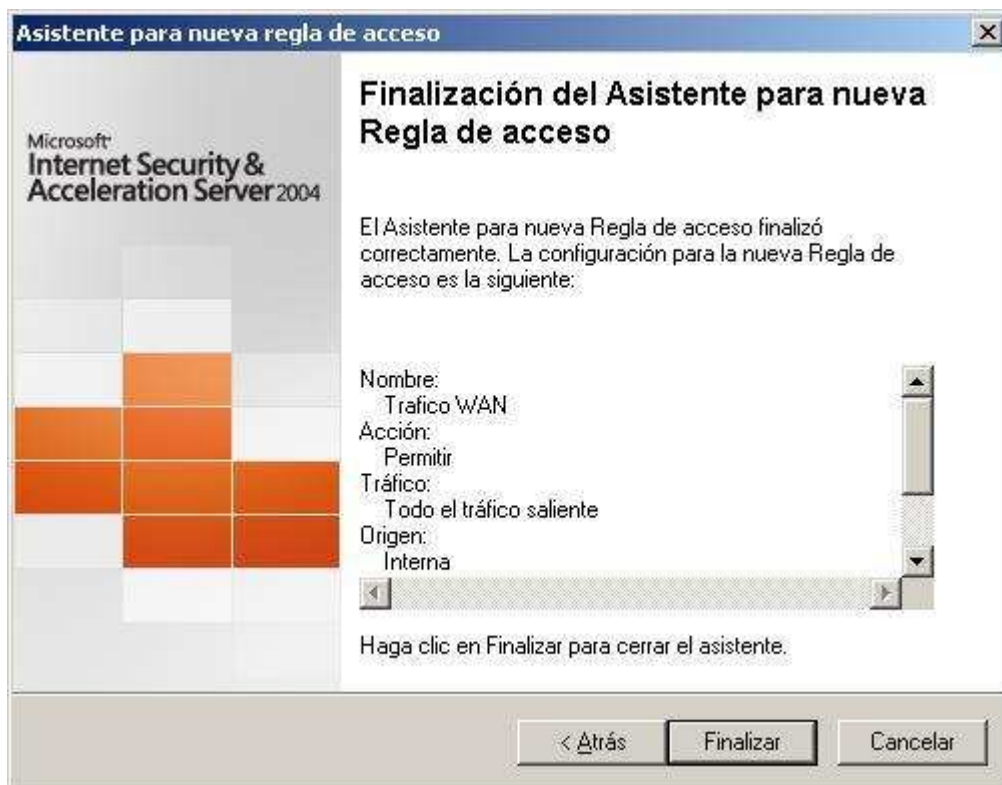 Asistente para nueva regla de acceso
Microsoft
Internet Security &
Acceleration Server 2004
Finalización del Asistente para nueva
Regla de acceso
El Asistente para nueva Regla de acceso finalizó
correctamente. La configuración para la nueva Regla de
acceso es la siguiente:
Nombre:
Trafico WAN
Acción:
Permitir
Tráfico:
Todo el tráfico saliente
Origen:
Interna
Haga clic en Finalizar para cerrar el asistente.
< Atrás
Finalizar
Cancelar